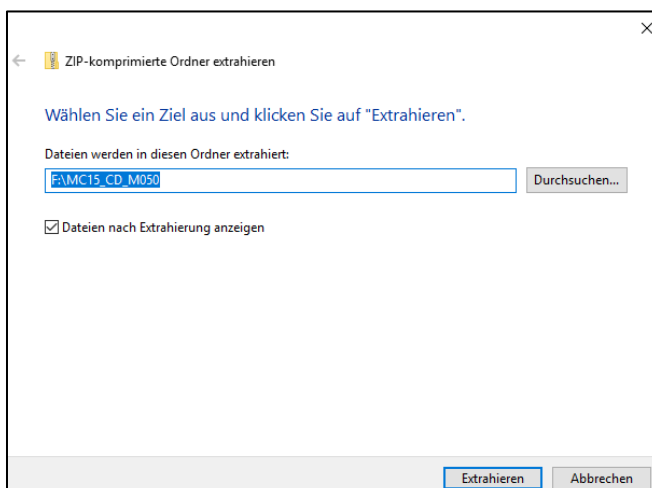 ZIP-komprimierte Ordner extrahieren
Wählen Sie ein Ziel aus und klicken Sie auf "Extrahieren".
Dateien werden in diesen Ordner extrahiert:
F:\MC15_CD_M050
Durchsuchen...
Dateien nach Extrahierung anzeigen
Extrahieren
Abbrechen